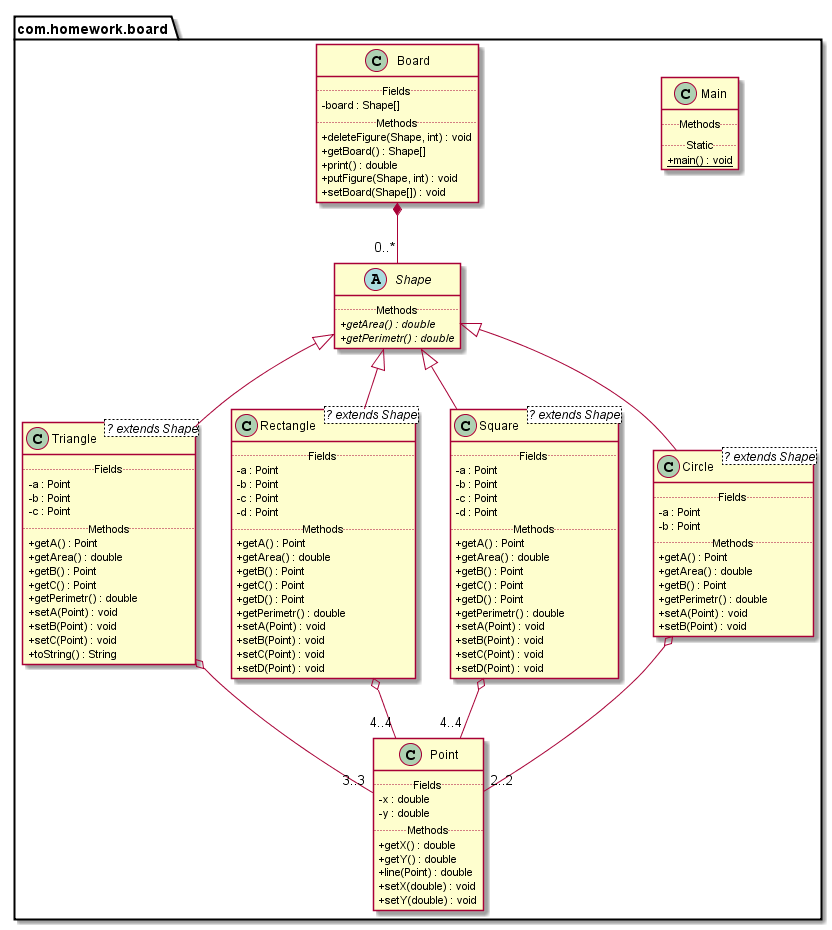 com.homework.board
C Board
Fields
-board : Shape[]
Methods
+deleteFigure(Shape, int) : void
+getBoard() : Shape[]
+print() : double
+putFigure(Shape, int) : void
+setBoard(Shape[]) : void
C Main
Methods
Static
+main() : void
0..*
A Shape
Methods
+getArea() : double
+getPerimetr() : double
C Triangle
? extends Shape
Fields
-a : Point
-b : Point
-c : Point
Methods
+getA() : Point
+getArea() : double
+getB() : Point
+getC() : Point
+getPerimetr() : double
+setA(Point) : void
+setB(Point) : void
+setC(Point) : void
+toString() : String
C Rectangle
? extends Shape
Fields
-a : Point
-b : Point
-c : Point
-d : Point
Methods
+getA() : Point
+getArea() : double
+getB() : Point
+getC() : Point
+getD() : Point
+getPerimetr() : double
+setA(Point) : void
+setB(Point) : void
+setC(Point) : void
+setD(Point) : void
C Square
? extends Shape
Fields
-a : Point
-b : Point
-c : Point
-d : Point
Methods
+getA() : Point
+getArea() : double
+getB() : Point
+getC() : Point
+getD() : Point
+getPerimetr() : double
+setA(Point) : void
+setB(Point) : void
+setC(Point) : void
+setD(Point) : void
C Circle
? extends Shape
Fields
-a : Point
-b : Point
Methods
+getA() : Point
+getArea() : double
+getB() : Point
+getPerimetr() : double
+setA(Point) : void
+setB(Point) : void
4..4
4..4
3..3
2..2
C Point
Fields
-x : double
-y : double
Methods
+getX() : double
+getY() : double
+line(Point) : double
+setX(double) : void
+setY(double) : void